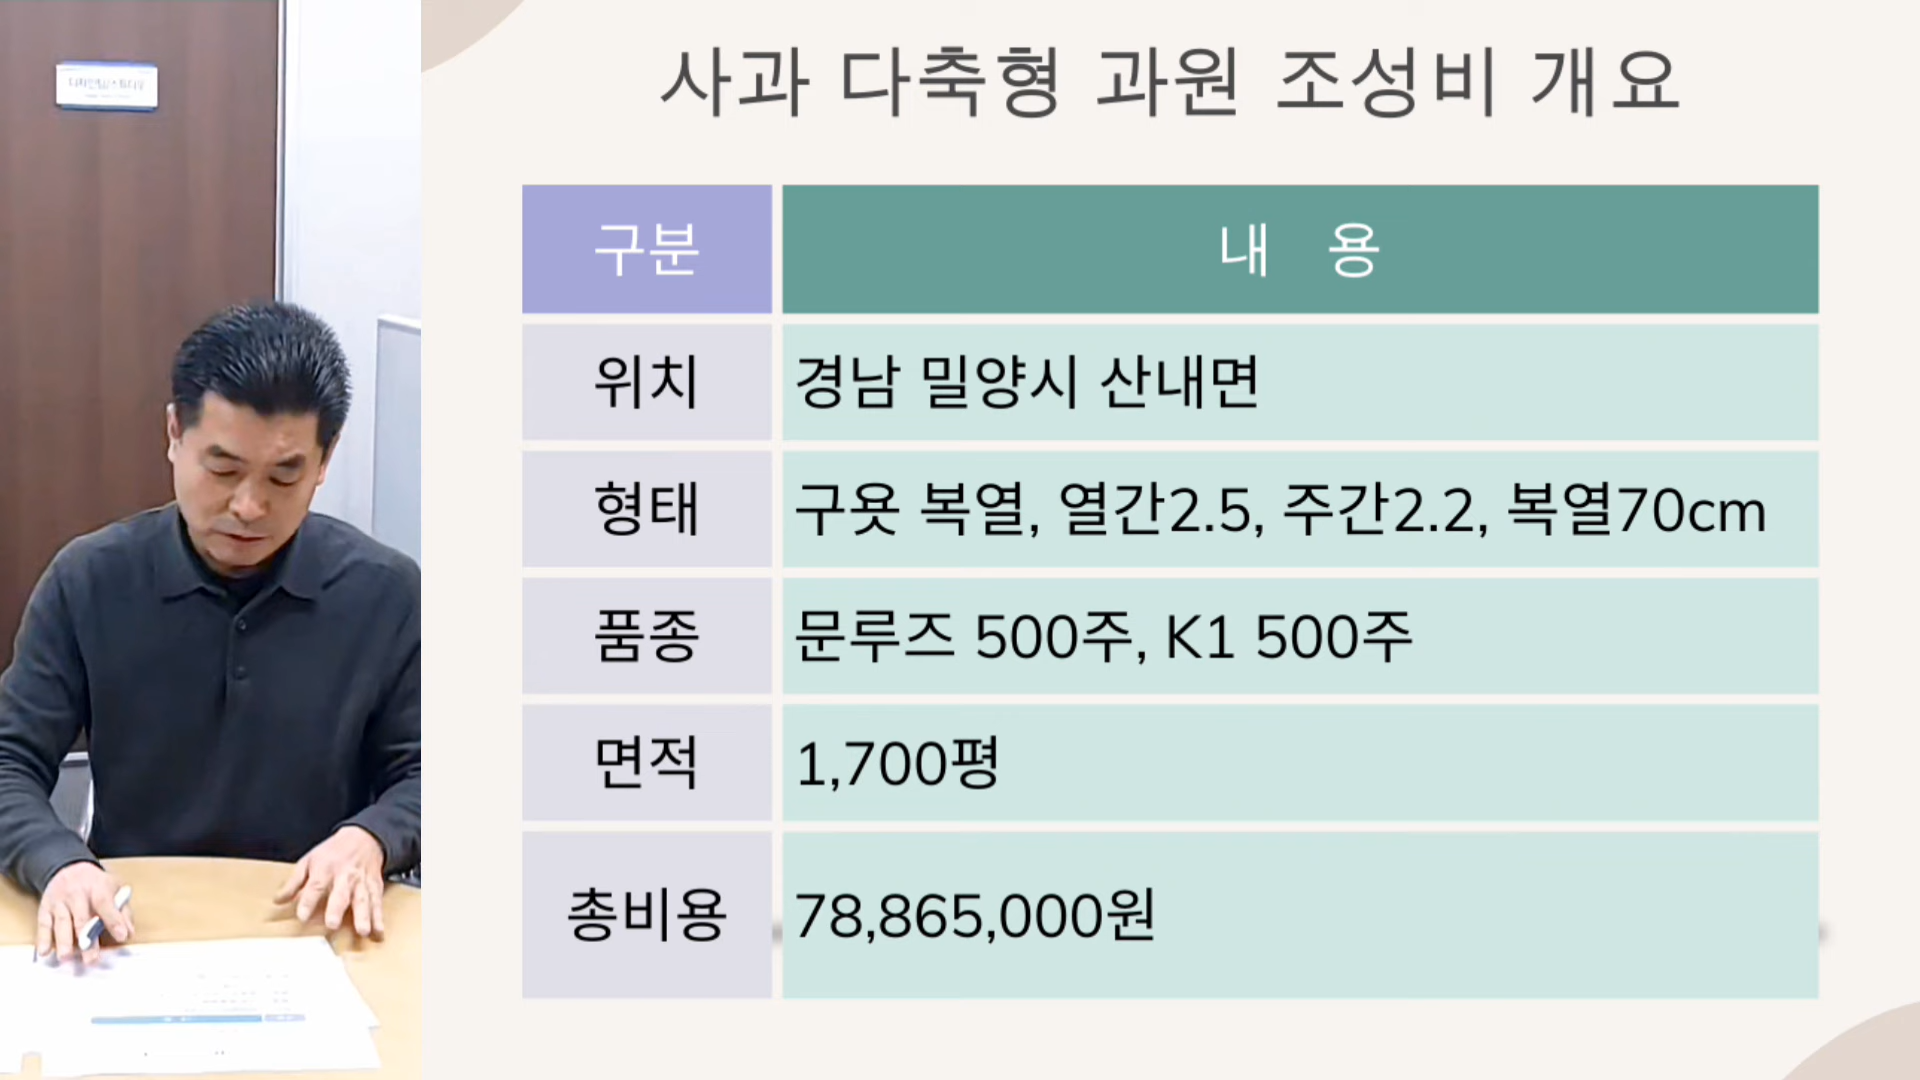 사과 다축형 과원 조성비 개요
구분 내 용
위치 경남 밀양시 산내면
형태 구욧 복열, 열간2.5, 주간2.2, 복열70cm
품종 문루즈 500주, K1 500주
면적 1,700평
총비용 78,865,000원